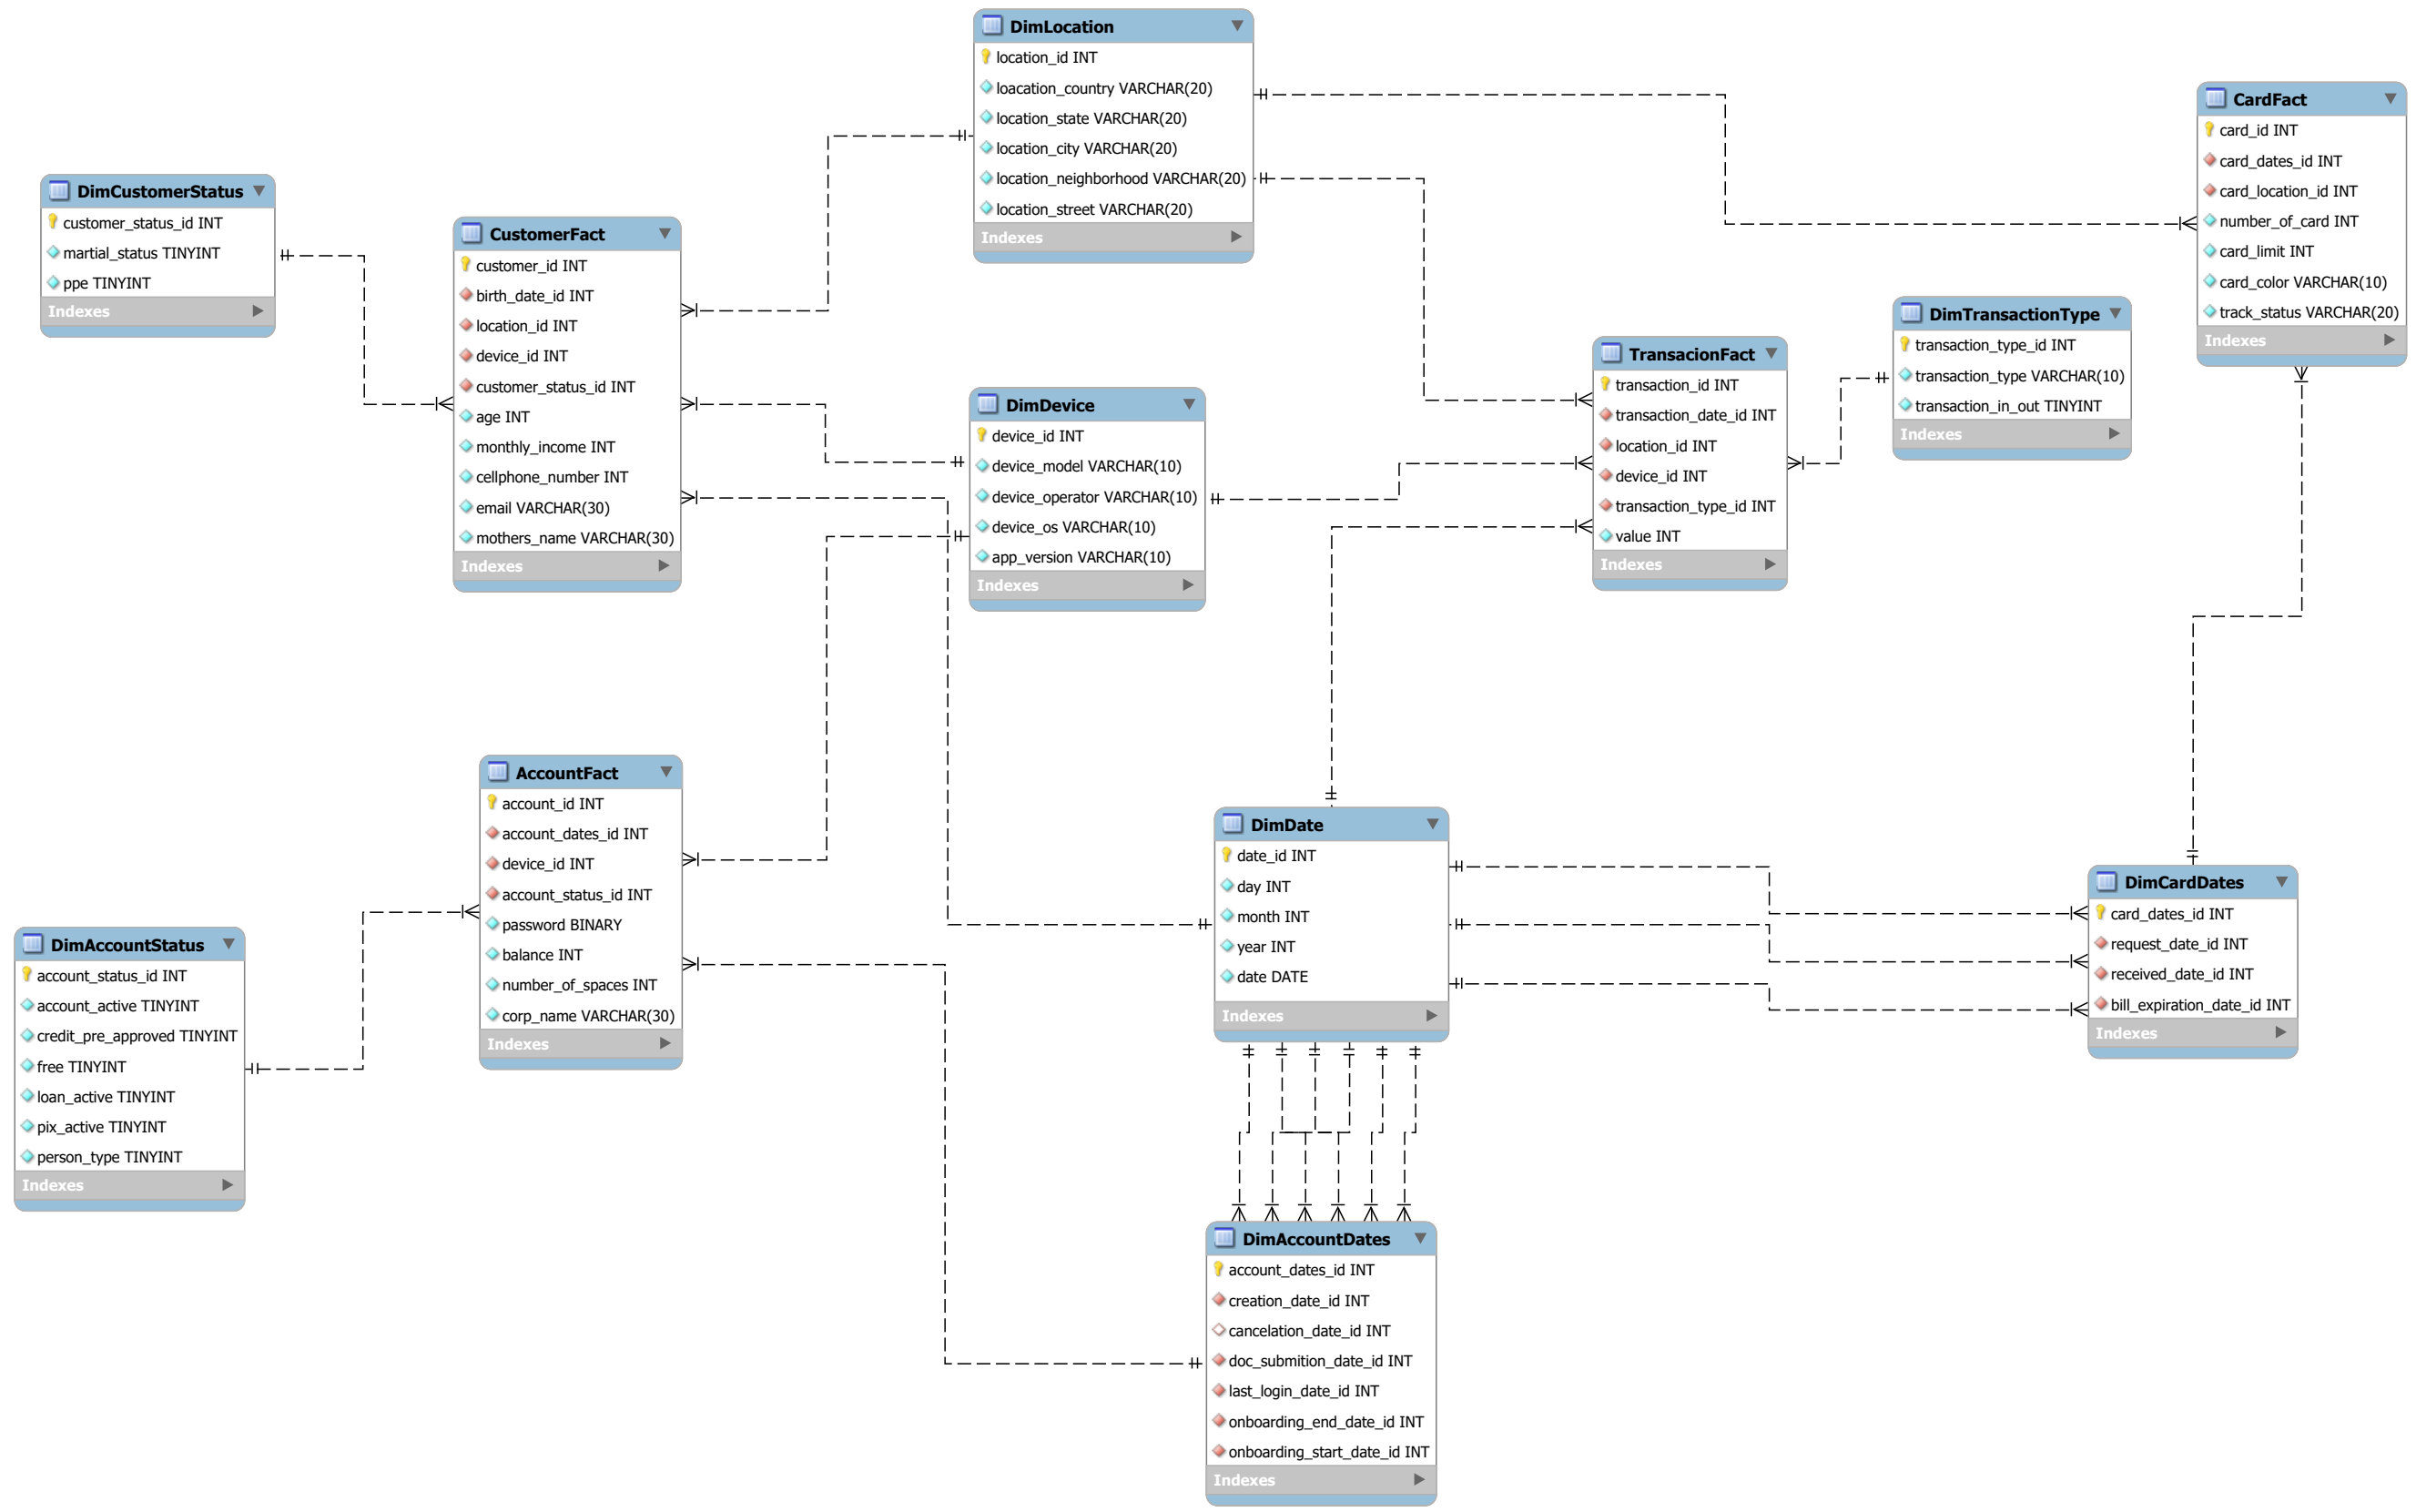 DimLocation
location_id INT
loacation_country VARCHAR(20)
location_state VARCHAR(20)
location_city VARCHAR(20)
location_neighborhood VARCHAR(20)
location_street VARCHAR(20)
Indexes
CardFact
card_id INT
card_dates_id INT
card_location_id INT
number_of_card INT
card_limit INT
card_color VARCHAR(10)
track_status VARCHAR(20)
Indexes
DimCustomerStatus
customer_status_id INT
martial_status TINYINT
ppe TINYINT
Indexes
CustomerFact
customer_id INT
birth_date_id INT
location_id INT
device_id INT
customer_status_id INT
age INT
monthly_income INT
cellphone_number INT
email VARCHAR(30)
mothers_name VARCHAR(30)
Indexes
DimTransactionType
transaction_type_id INT
transaction_type VARCHAR(10)
transaction_in_out TINYINT
Indexes
TransacionFact
transaction_id INT
transaction_date_id INT
location_id INT
device_id INT
transaction_type_id INT
value INT
Indexes
DimDevice
device_id INT
device_model VARCHAR(10)
device_operator VARCHAR(10)
device_os VARCHAR(10)
app_version VARCHAR(10)
Indexes
AccountFact
account_id INT
account_dates_id INT
device_id INT
account_status_id INT
password BINARY
balance INT
number_of_spaces INT
corp_name VARCHAR(30)
Indexes
DimDate
date_id INT
day INT
month INT
year INT
date DATE
Indexes
DimCardDates
card_dates_id INT
request_date_id INT
received_date_id INT
bill_expiration_date_id INT
Indexes
DimAccountStatus
account_status_id INT
account_active TINYINT
credit_pre_approved TINYINT
free TINYINT
loan_active TINYINT
pix_active TINYINT
person_type TINYINT
Indexes
DimAccountDates
account_dates_id INT
creation_date_id INT
cancelation_date_id INT
doc_submition_date_id INT
last_login_date_id INT
onboarding_end_date_id INT
onboarding_start_date_id INT
Indexes